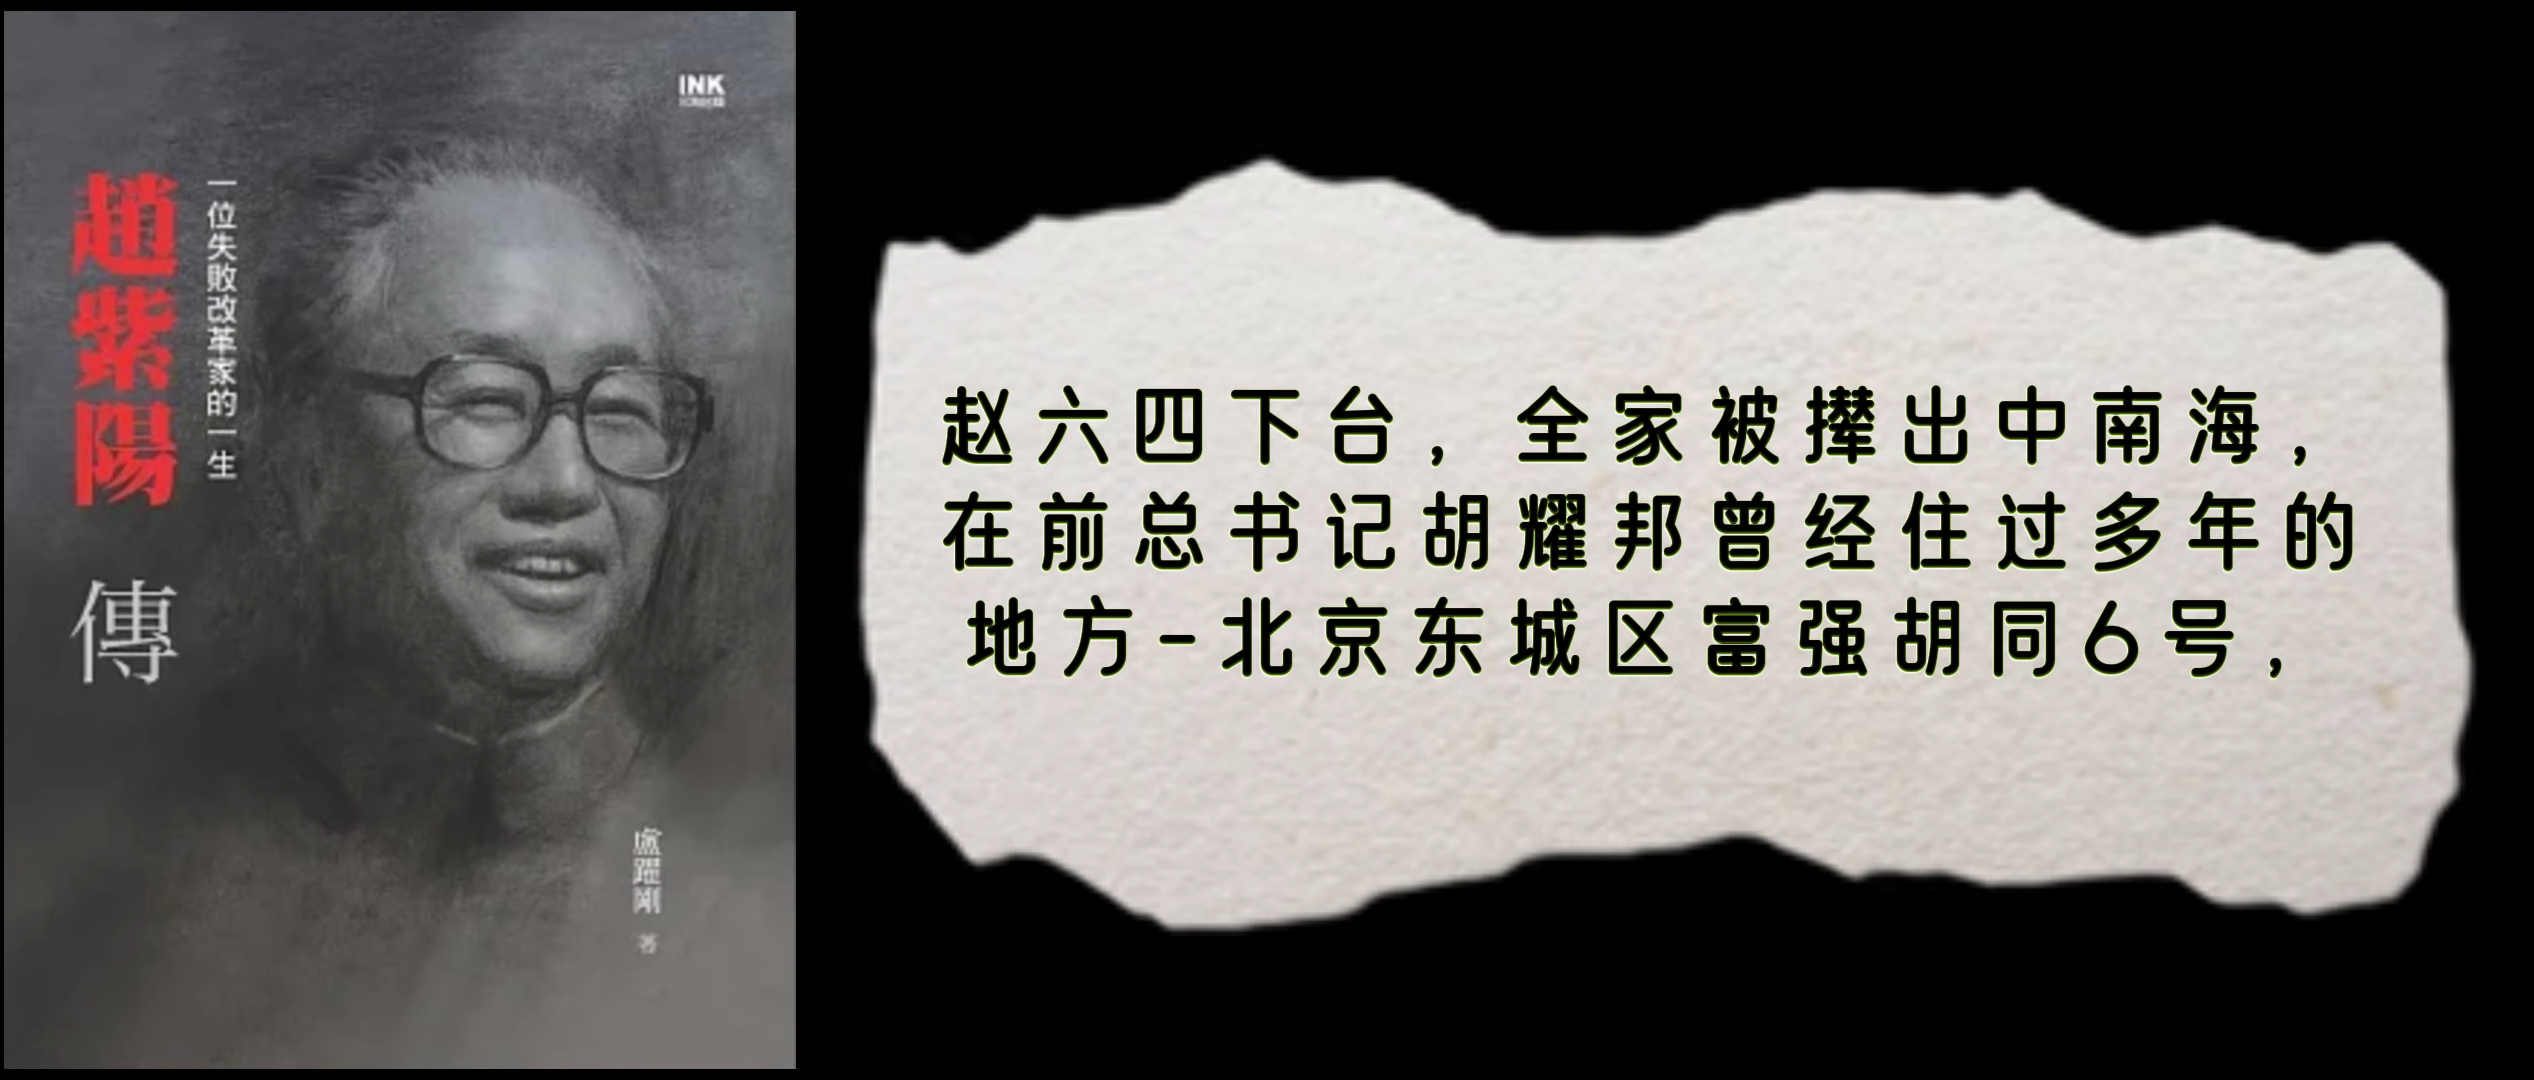 INK
趙紫陽 傳
一位失敗改革家的一生
盧躍剛 著
赵六四下台，全家被撵出中南海，
在前总书记胡耀邦曾经住过多年的
地方-北京东城区富强胡同6号，